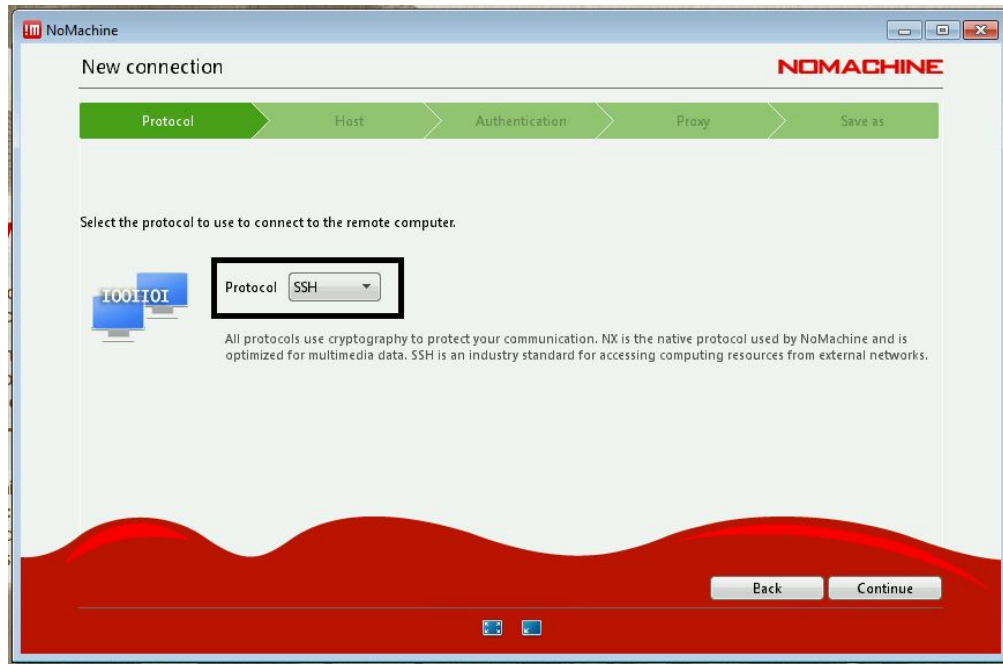 NoMachine
New connection
NOMACHINE
Protocol
Host
Authentication
Proxy
Save as
Select the protocol to use to connect to the remote computer.
IOOIIOI
Protocol SSH
All protocols use cryptography to protect your communication. NX is the native protocol used by NoMachine and is
optimized for multimedia data. SSH is an industry standard for accessing computing resources from external networks.
Back
Continue